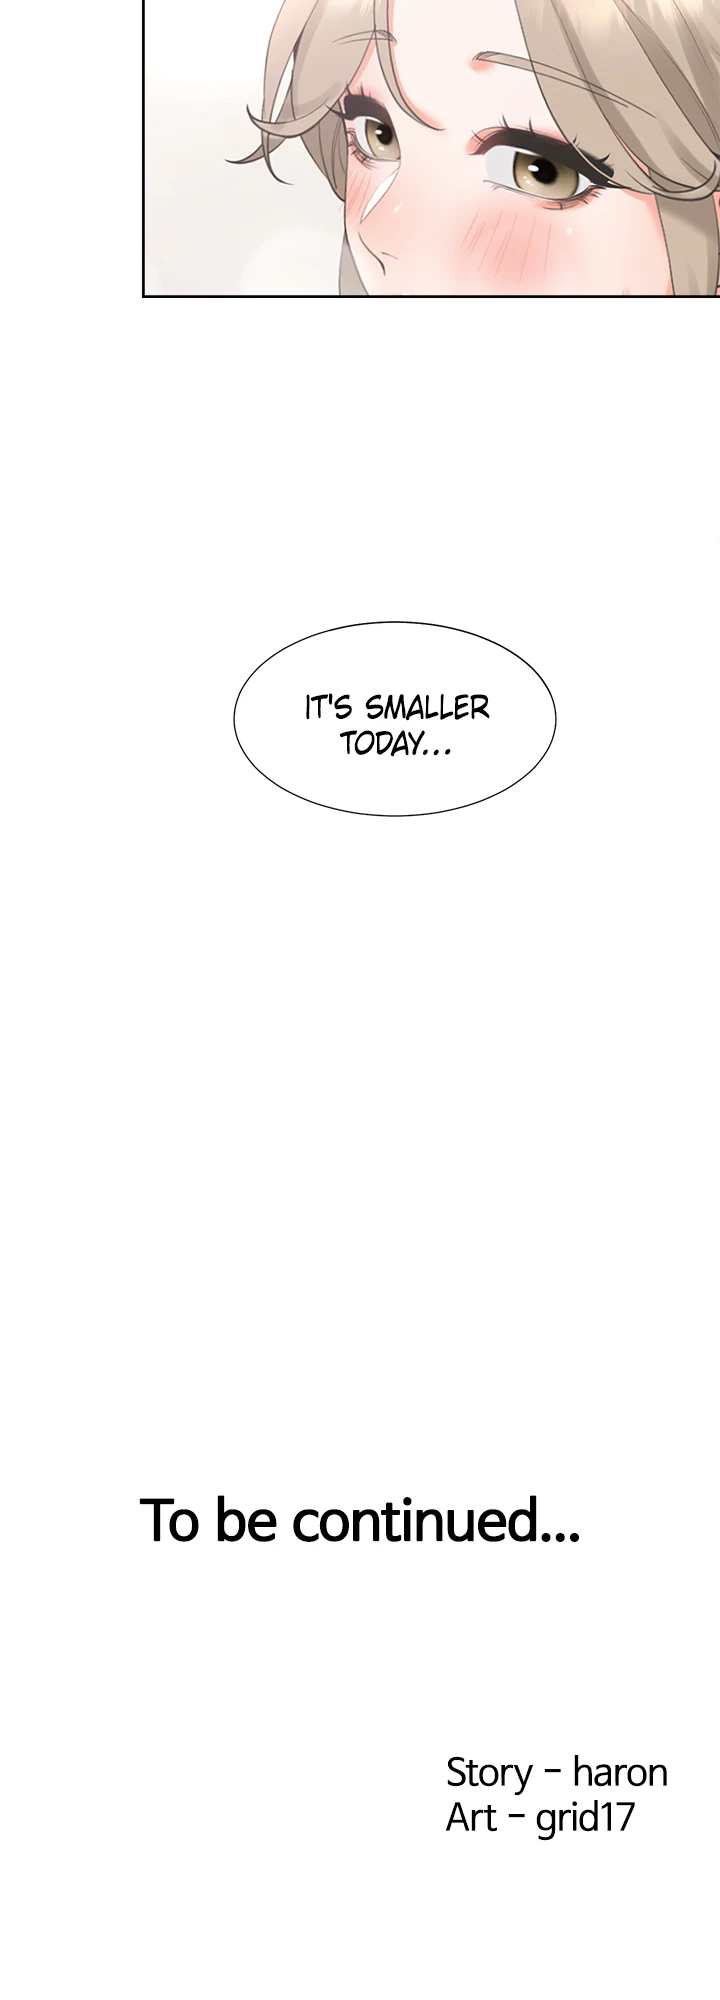 IT'S SMALLER
TODAY...
To be continued...
Story - haron
Art - grid17